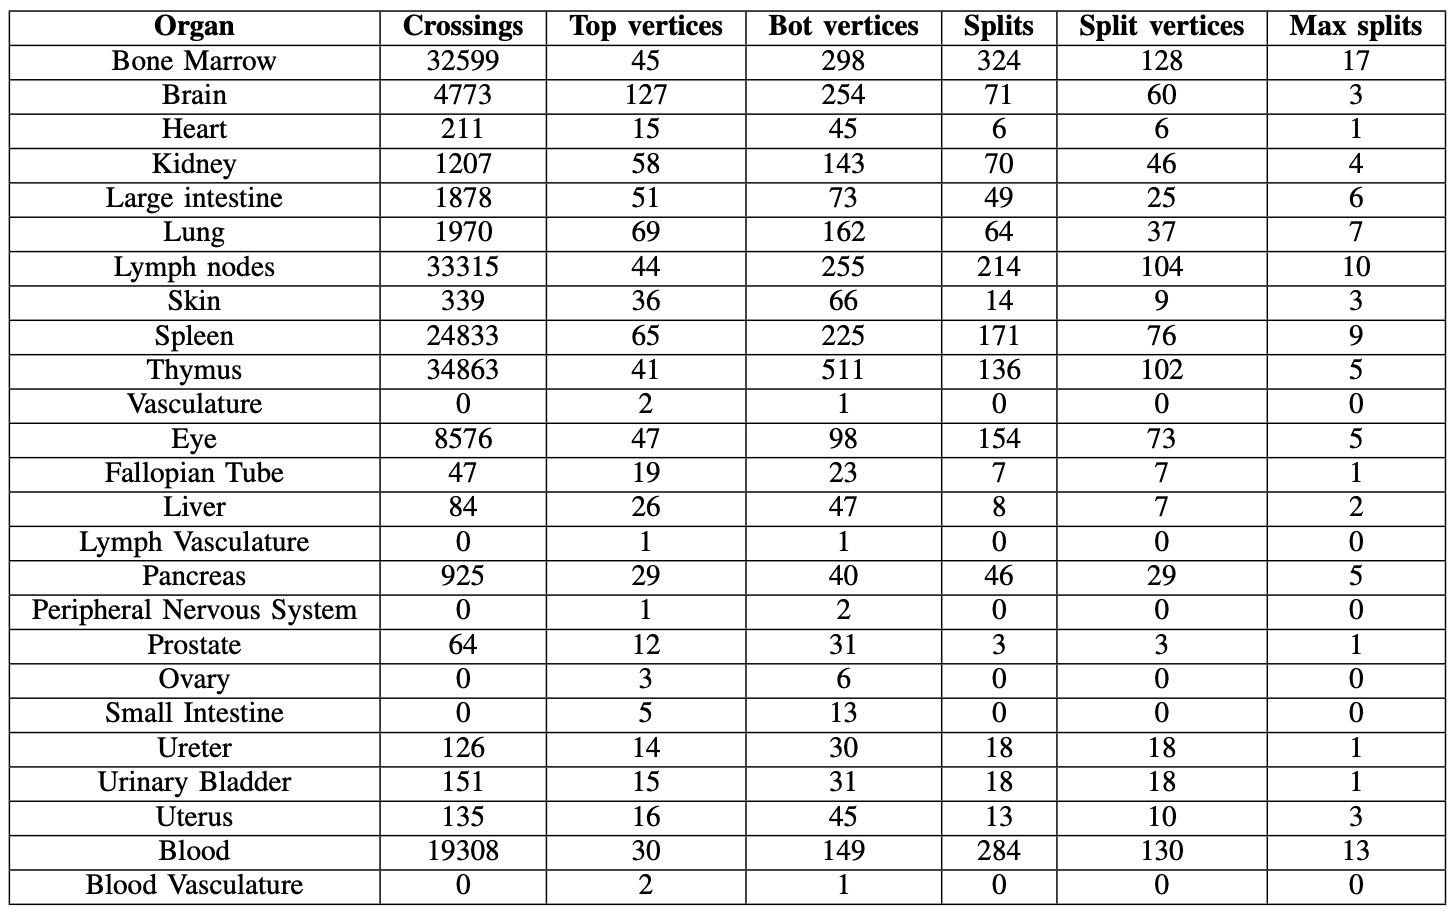 Organ Crossings Top vertices Bot vertices Splits Split vertices Max splits
Bone Marrow 32599 45 298 324 128 17
Brain 4773 127 254 71 60 3
Heart 211 15 45 6 6 1
Kidney 1207 58 143 70 46 4
Large intestine 1878 51 73 49 25 6
Lung 1970 69 162 64 37 7
Lymph nodes 33315 44 255 214 104 10
Skin 339 36 66 14 9 3
Spleen 24833 65 225 171 76 9
Thymus 34863 41 511 136 102 5
Vasculature 0 2 1 0 0 0
Eye 8576 47 98 154 73 5
Fallopian Tube 47 19 23 7 7 1
Liver 84 26 47 8 7 2
Lymph Vasculature 0 1 1 0 0 0
Pancreas 925 29 40 46 29 5
Peripheral Nervous System 0 1 2 0 0 0
Prostate 64 12 31 3 3 1
Ovary 0 3 6 0 0 0
Small Intestine 0 5 13 0 0 0
Ureter 126 14 30 18 18 1
Urinary Bladder 151 15 31 18 18 1
Uterus 135 16 45 13 10 3
Blood 19308 30 149 284 130 13
Blood Vasculature 0 2 1 0 0 0